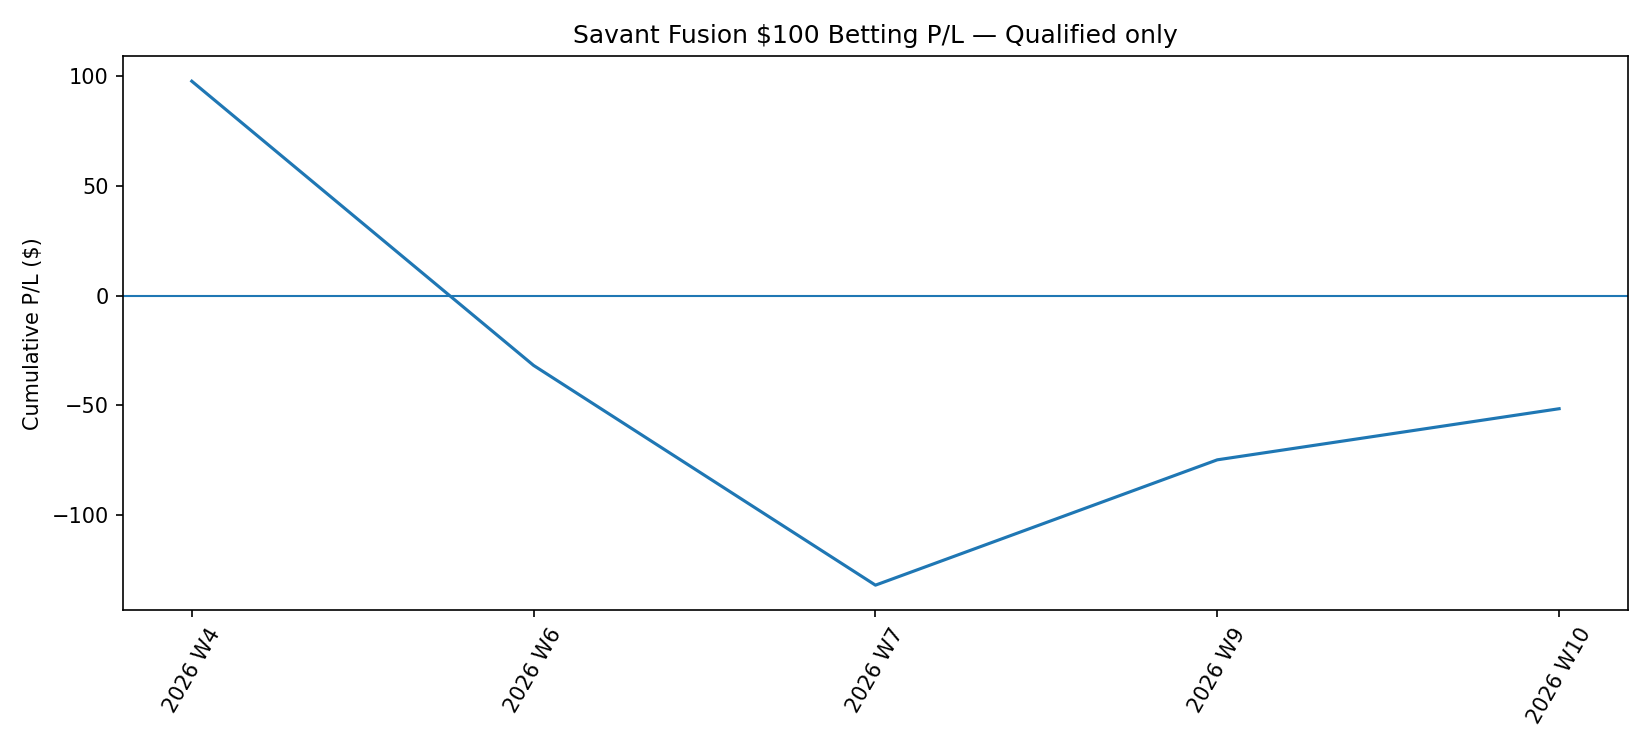 Savant Fusion $100 Betting P/L — Qualified only
Cumulative P/L ($)
100
50
0
−50
−100
2026 W4
2026 W6
2026 W7
2026 W9
2026 W10